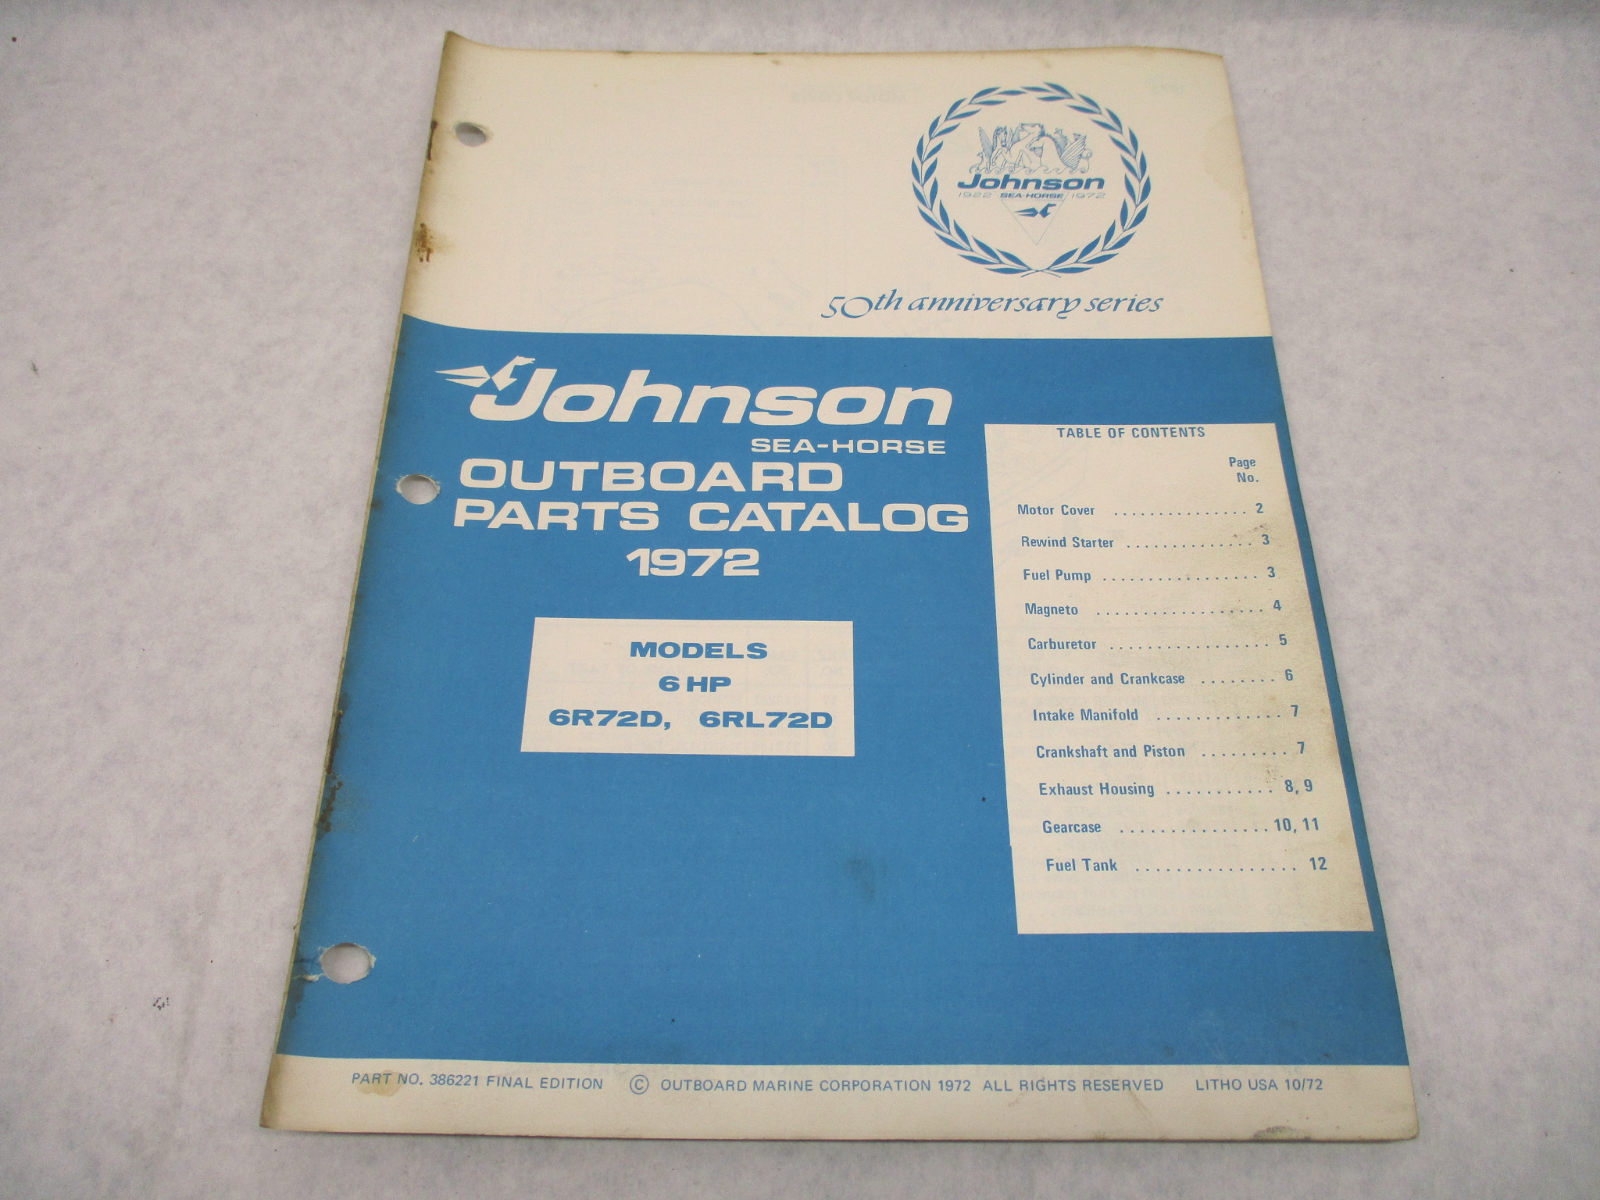 Johnson
1922 SEA-HORSE 1972
50th anniversary series
Johnson
SEA-HORSE
OUTBOARD
PARTS CATALOG
1972
MODELS
6 HP
6R72D, 6RL72D
TABLE OF CONTENTS
Page
No.
Motor Cover ............... 2
Rewind Starter .............. 3
Fuel Pump ................. 3
Magneto .................. 4
Carburetor ................. 5
Cylinder and Crankcase ........ 6
Intake Manifold ............. 7
Crankshaft and Piston ......... 7
Exhaust Housing ........... 8, 9
Gearcase ............... 10, 11
Fuel Tank ................ 12
PART NO. 386221 FINAL EDITION © OUTBOARD MARINE CORPORATION 1972 ALL RIGHTS RESERVED LITHO USA 10/72